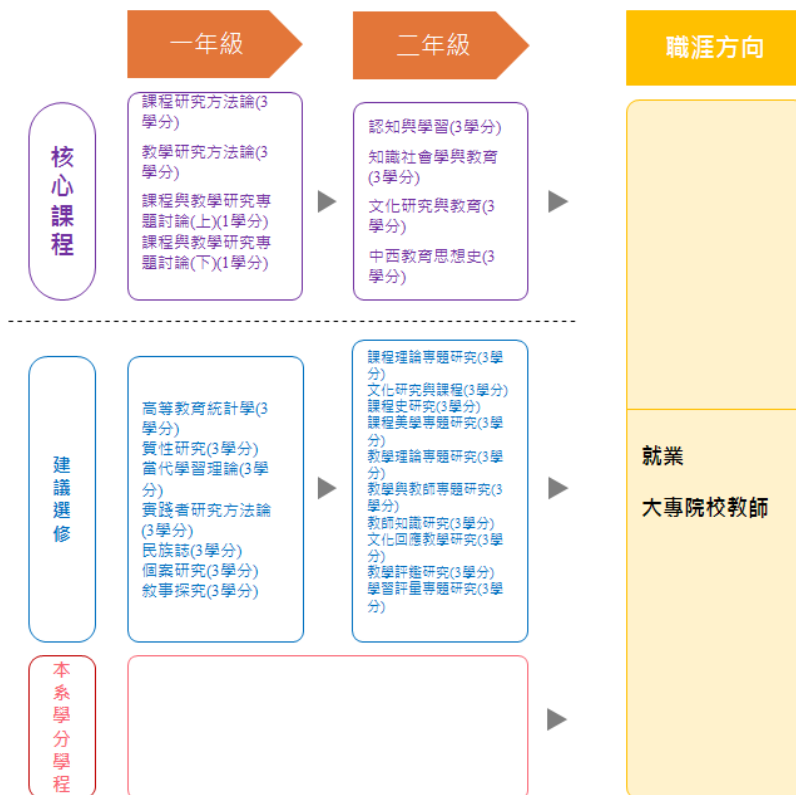 一年級
二年級
職涯方向
核
心
課
程
課程研究方法論(3
學分)
教學研究方法論(3
學分)
課程與教學研究專
題討論(上)(1學分)
課程與教學研究專
題討論(下)(1學分)
認知與學習(3學分)
知識社會學與教育
(3學分)
文化研究與教育(3
學分)
中西教育思想史(3
學分)
建
議
選
修
高等教育統計學(3
學分)
質性研究(3學分)
當代學習理論(3學
分)
實踐者研究方法論
(3學分)
民族誌(3學分)
個案研究(3學分)
敘事探究(3學分)
課程理論專題研究(3學
分)
文化研究與課程(3學分)
課程史研究(3學分)
課程美學專題研究(3學
分)
教學理論專題研究(3學
分)
教學與教師專題研究(3
學分)
教師知識研究(3學分)
文化回應教學研究(3學
分)
教學評鑑研究(3學分)
學習評量專題研究(3學
分)
就業
大專院校教師
本
系
學
分
學
程